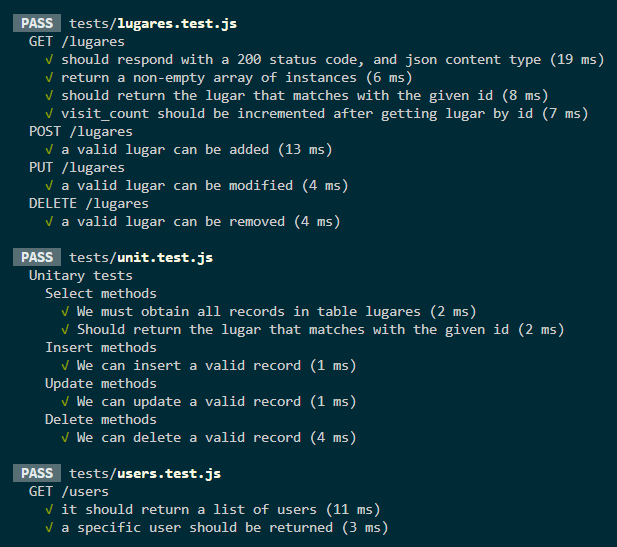 PASS tests/lugares.test.js
GET /lugares
√ should respond with a 200 status code, and json content type (19 ms)
√ return a non-empty array of instances (6 ms)
√ should return the lugar that matches with the given id (8 ms)
√ visit_count should be incremented after getting lugar by id (7 ms)
POST /lugares
√ a valid lugar can be added (13 ms)
PUT /lugares
√ a valid lugar can be modified (4 ms)
DELETE /lugares
√ a valid lugar can be removed (4 ms)
PASS tests/unit.test.js
Unitary tests
Select methods
√ We must obtain all records in table lugares (2 ms)
√ Should return the lugar that matches with the given id (2 ms)
Insert methods
√ We can insert a valid record (1 ms)
Update methods
√ We can update a valid record (1 ms)
Delete methods
√ We can delete a valid record (4 ms)
PASS tests/users.test.js
GET /users
√ it should return a list of users (11 ms)
√ a specific user should be returned (3 ms)